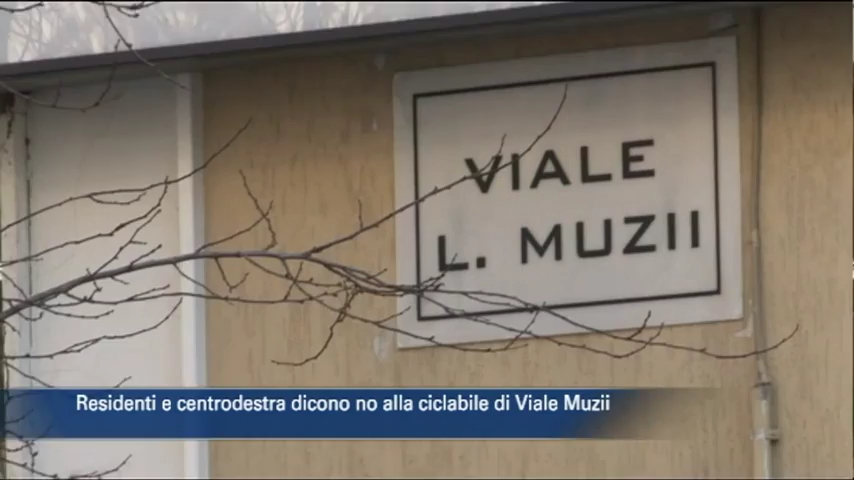 VIALE
L. MUZII
Residenti e centrodestra dicono no alla ciclabile di Viale Muzii